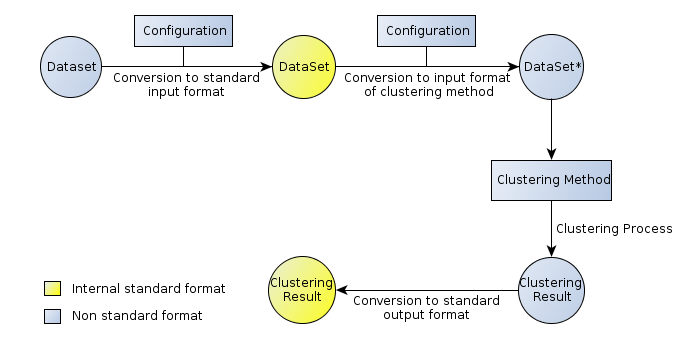 Configuration
Configuration
Dataset
DataSet
DataSet*
Conversion to standard
input format
Conversion to input format
of clustering method
Clustering Method
Clustering Process
Clustering
Result
Conversion to standard
output format
Clustering
Result
Internal standard format
Non standard format